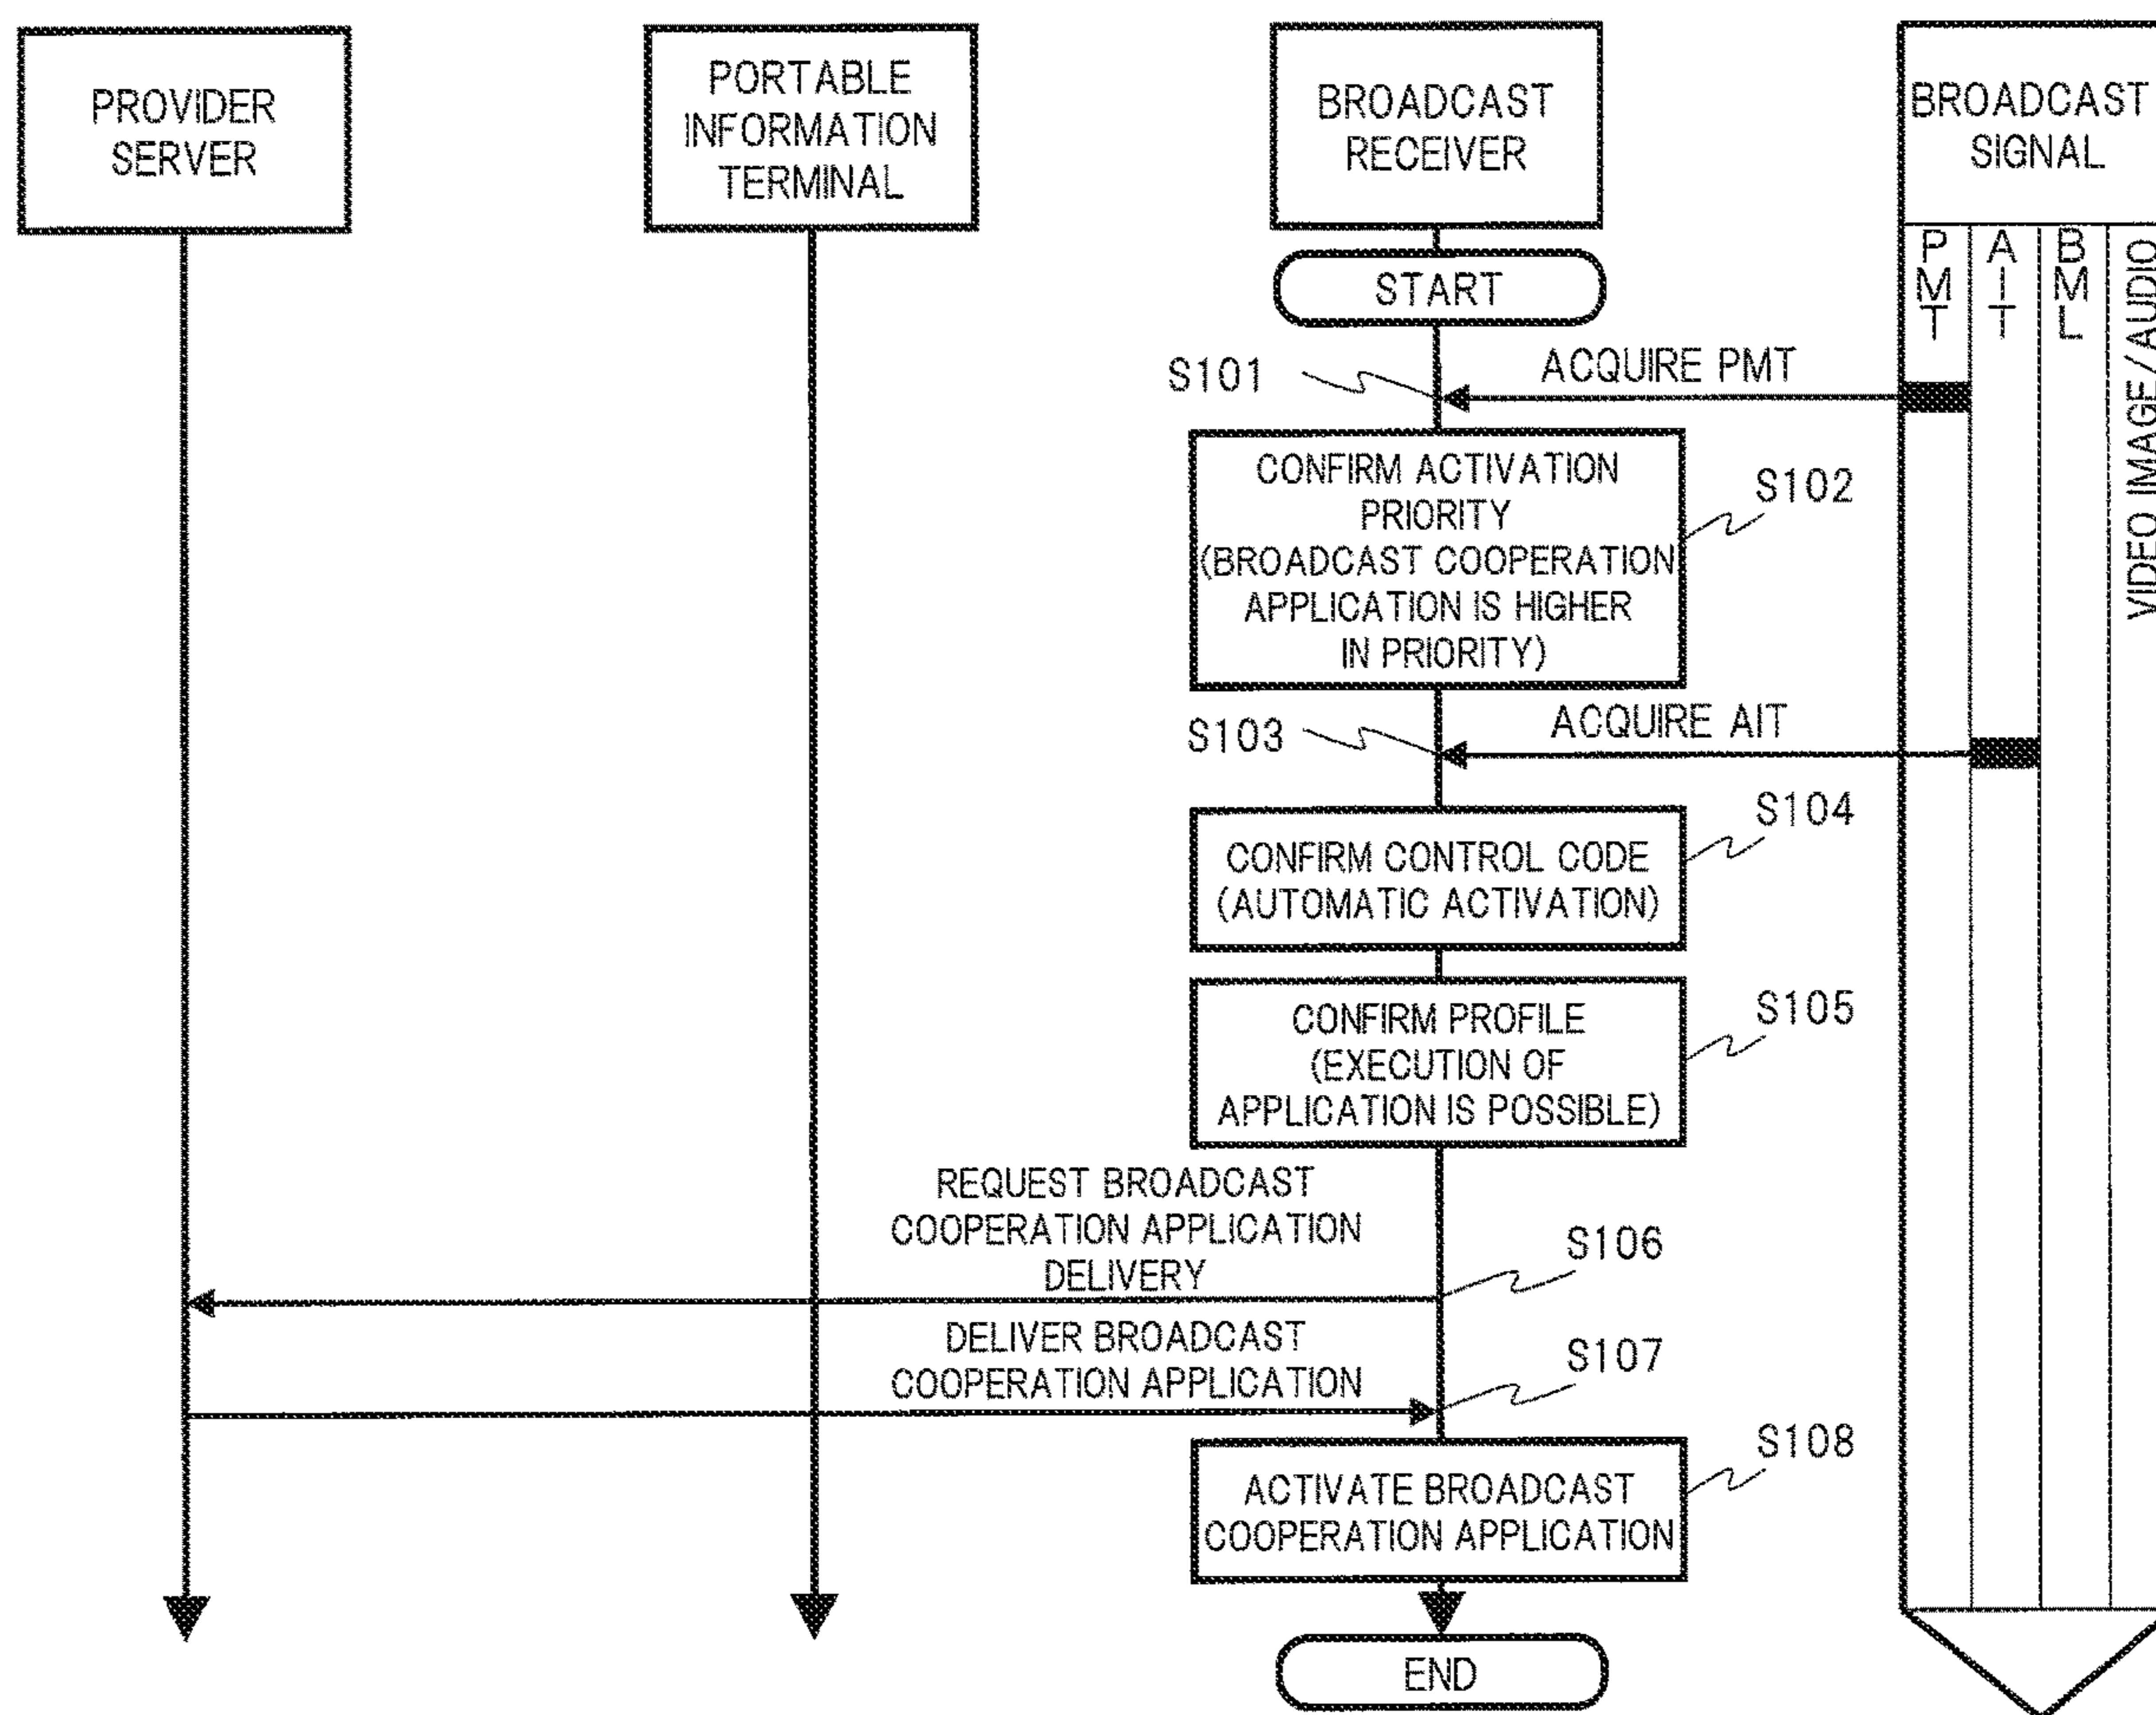 PROVIDER
SERVER
PORTABLE
INFORMATION
TERMINAL
BROADCAST
RECEIVER
BROADCAST
SIGNAL
START
PMT
AIT
BML
VIDEO IMAGE/AUDIO
S101
ACQUIRE PMT
CONFIRM ACTIVATION
PRIORITY
(BROADCAST COOPERATION
APPLICATION IS HIGHER
IN PRIORITY)
S102
S103
ACQUIRE AIT
CONFIRM CONTROL CODE
(AUTOMATIC ACTIVATION)
S104
CONFIRM PROFILE
(EXECUTION OF
APPLICATION IS POSSIBLE)
S105
REQUEST BROADCAST
COOPERATION APPLICATION
DELIVERY
S106
DELIVER BROADCAST
COOPERATION APPLICATION
S107
ACTIVATE BROADCAST
COOPERATION APPLICATION
S108
END